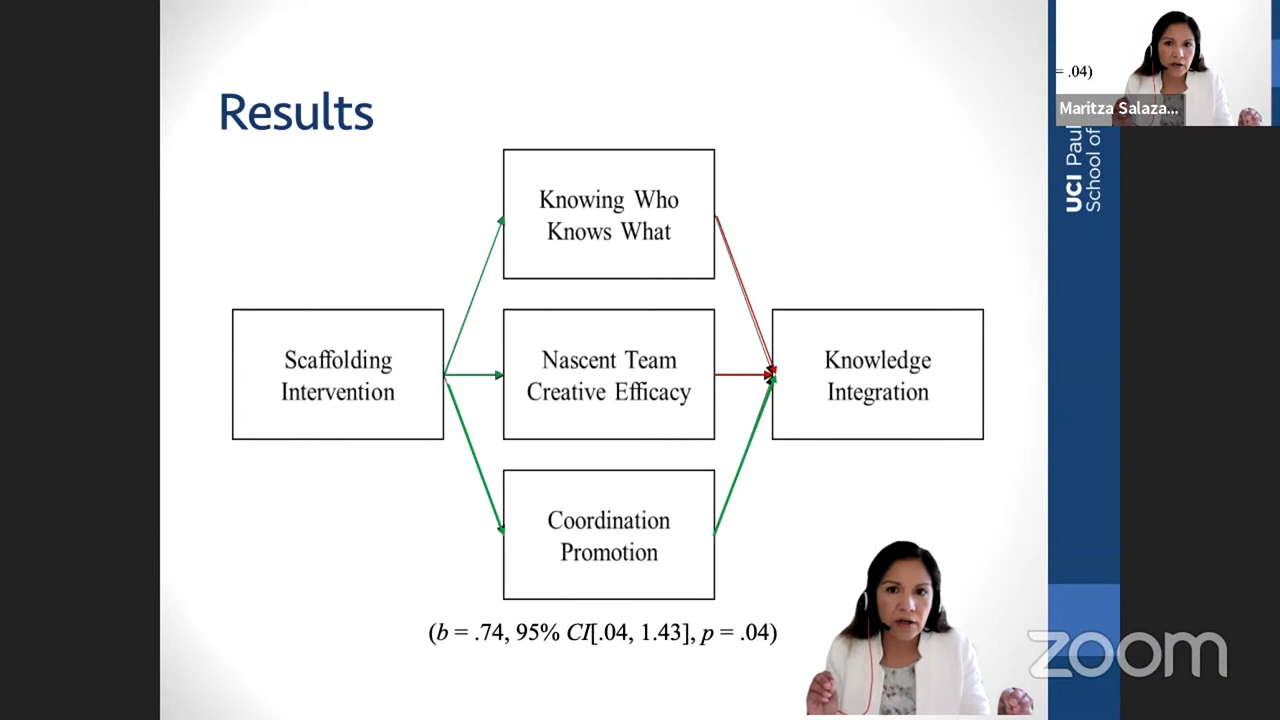 Results
Knowing Who
Knows What
Scaffolding
Intervention
Nascent Team
Creative Efficacy
Knowledge
Integration
Coordination
Promotion
(b = .74, 95% CI[.04, 1.43], p = .04)
= .04)
Maritza Salaza...
UCI Paul
School of
zoom